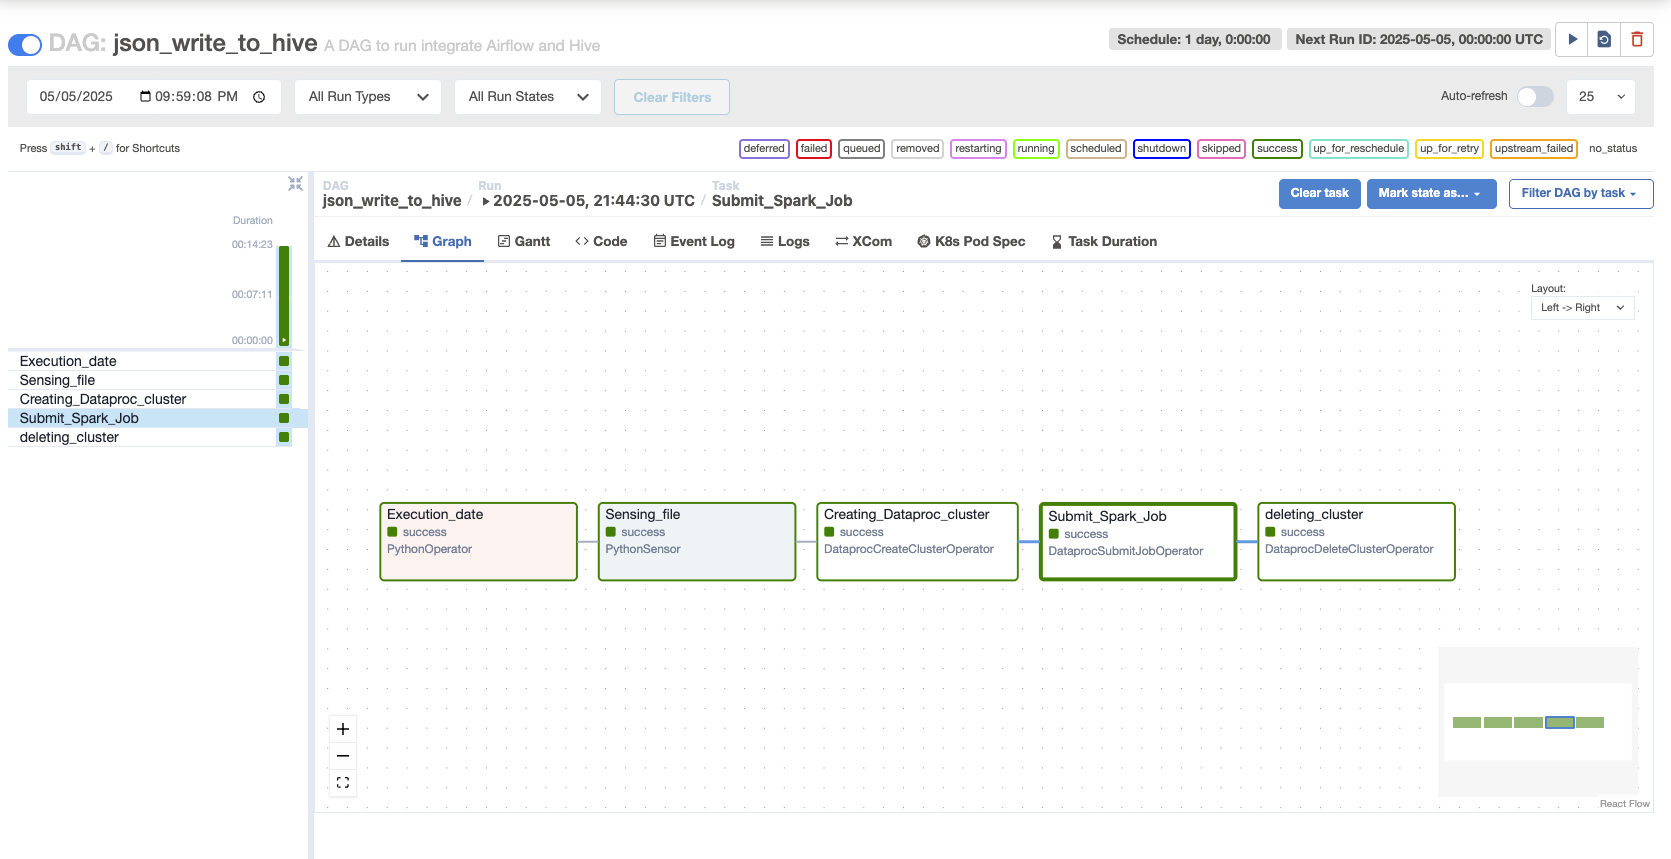 DAG: json_write_to_hive A DAG to run integrate Airflow and Hive
Schedule: 1 day, 0:00:00
Next Run ID: 2025-05-05, 00:00:00 UTC
05/05/2025 09:59:08 PM
All Run Types
All Run States
Clear Filters
Auto-refresh
25
Press shift + / for Shortcuts
deferred
failed
queued
removed
restarting
running
scheduled
shutdown
skipped
success
up_for_reschedule
up_for_retry
upstream_failed
no_status
Duration
00:14:23
00:07:11
00:00:00
Execution_date
Sensing_file
Creating_Dataproc_cluster
Submit_Spark_Job
deleting_cluster
DAG
json_write_to_hive /
Run
2025-05-05, 21:44:30 UTC /
Task
Submit_Spark_Job
Clear task
Mark state as...
Filter DAG by task
Details
Graph
Gantt
Code
Event Log
Logs
XCom
K8s Pod Spec
Task Duration
Layout:
Left -> Right
Execution_date
success
PythonOperator
Sensing_file
success
PythonSensor
Creating_Dataproc_cluster
success
DataprocCreateClusterOperator
Submit_Spark_Job
success
DataprocSubmitJobOperator
deleting_cluster
success
DataprocDeleteClusterOperator
React Flow